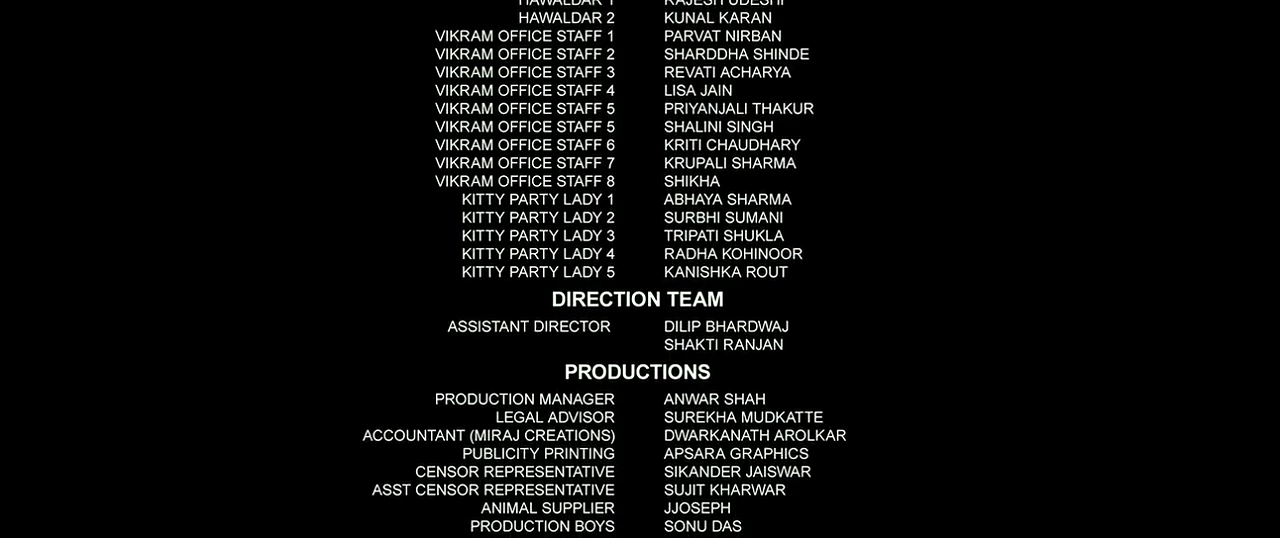 HAWALDAR 1 RAJESH UDESHI
HAWALDAR 2 KUNAL KARAN
VIKRAM OFFICE STAFF 1 PARVAT NIRBAN
VIKRAM OFFICE STAFF 2 SHARDDHA SHINDE
VIKRAM OFFICE STAFF 3 REVATI ACHARYA
VIKRAM OFFICE STAFF 4 LISA JAIN
VIKRAM OFFICE STAFF 5 PRIYANJALI THAKUR
VIKRAM OFFICE STAFF 5 SHALINI SINGH
VIKRAM OFFICE STAFF 6 KRITI CHAUDHARY
VIKRAM OFFICE STAFF 7 KRUPALI SHARMA
VIKRAM OFFICE STAFF 8 SHIKHA
KITTY PARTY LADY 1 ABHAYA SHARMA
KITTY PARTY LADY 2 SURBHI SUMANI
KITTY PARTY LADY 3 TRIPATI SHUKLA
KITTY PARTY LADY 4 RADHA KOHINOOR
KITTY PARTY LADY 5 KANISHKA ROUT
DIRECTION TEAM
ASSISTANT DIRECTOR DILIP BHARDWAJ
SHAKTI RANJAN
PRODUCTIONS
PRODUCTION MANAGER ANWAR SHAH
LEGAL ADVISOR SUREKHA MUDKATTE
ACCOUNTANT (MIRAJ CREATIONS) DWARKANATH AROLKAR
PUBLICITY PRINTING APSARA GRAPHICS
CENSOR REPRESENTATIVE SIKANDER JAISWAR
ASST CENSOR REPRESENTATIVE SUJIT KHARWAR
ANIMAL SUPPLIER JJOSEPH
PRODUCTION BOYS SONU DAS